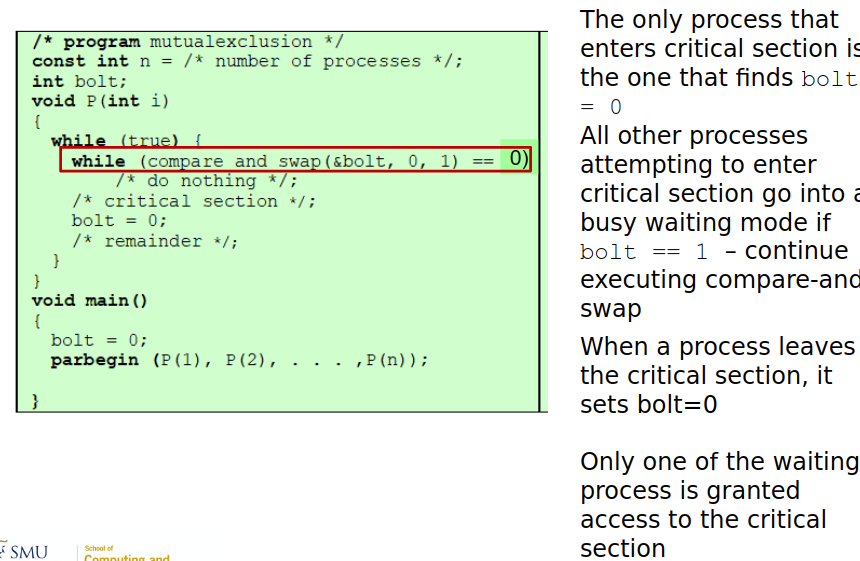 /* program mutualexclusion */
const int n = /* number of processes */;
int bolt;
void P(int i)
{
while (true) {
while (compare and swap(&bolt, 0, 1) == 0)
/* do nothing */;
/* critical section */;
bolt = 0;
/* remainder */;
}
}
void main()
{
bolt = 0;
parbegin (P(1), P(2), . . . ,P(n));
}
The only process that
enters critical section is
the one that finds bolt
= 0
All other processes
attempting to enter
critical section go into a
busy waiting mode if
bolt == 1 – continue
executing compare-and
swap
When a process leaves
the critical section, it
sets bolt=0
Only one of the waiting
process is granted
access to the critical
section
SMU
School of
Computing and